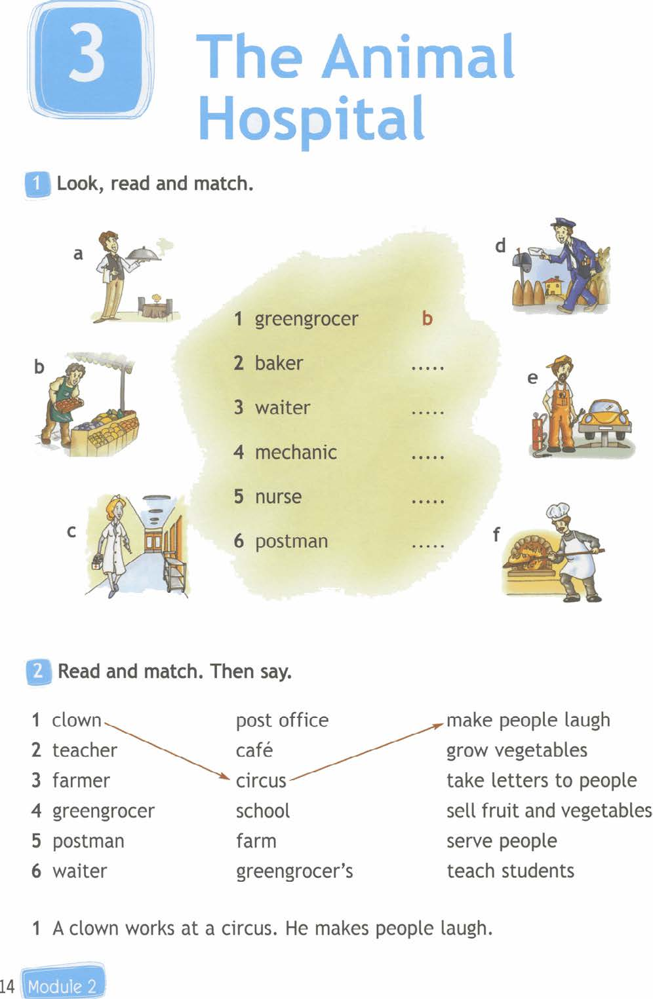 3
The Animal
Hospital
1 Look, read and match.
a
d
1 greengrocer b
b
2 baker .....
e
3 waiter .....
4 mechanic .....
5 nurse .....
c
f
6 postman .....
2 Read and match. Then say.
1 clown post office make people laugh
2 teacher café grow vegetables
3 farmer circus take letters to people
4 greengrocer school sell fruit and vegetables
5 postman farm serve people
6 waiter greengrocer's teach students
1 A clown works at a circus. He makes people laugh.
14 Module 2